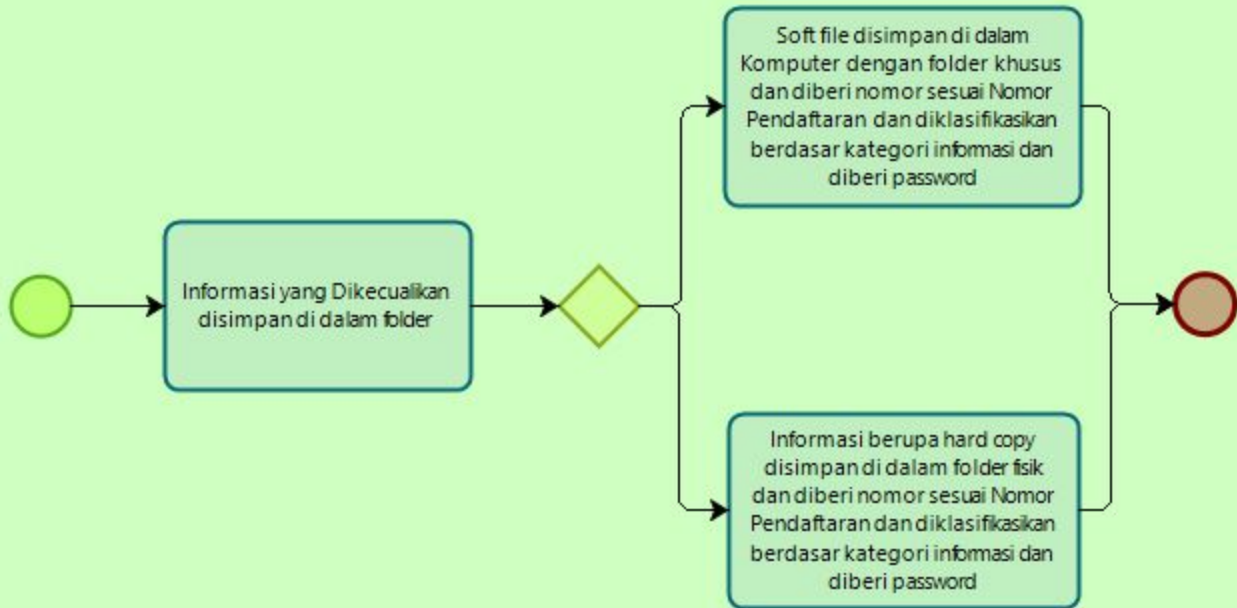 Informasi yang Dikecualikan
disimpan di dalam folder
Soft file disimpan di dalam
Komputer dengan folder khusus
dan diberi nomor sesuai Nomor
Pendaftaran dan diklasifikasikan
berdasar kategori informasi dan
diberi password
Informasi berupa hard copy
disimpan di dalam folder fisik
dan diberi nomor sesuai Nomor
Pendaftaran dan diklasifikasikan
berdasar kategori informasi dan
diberi password